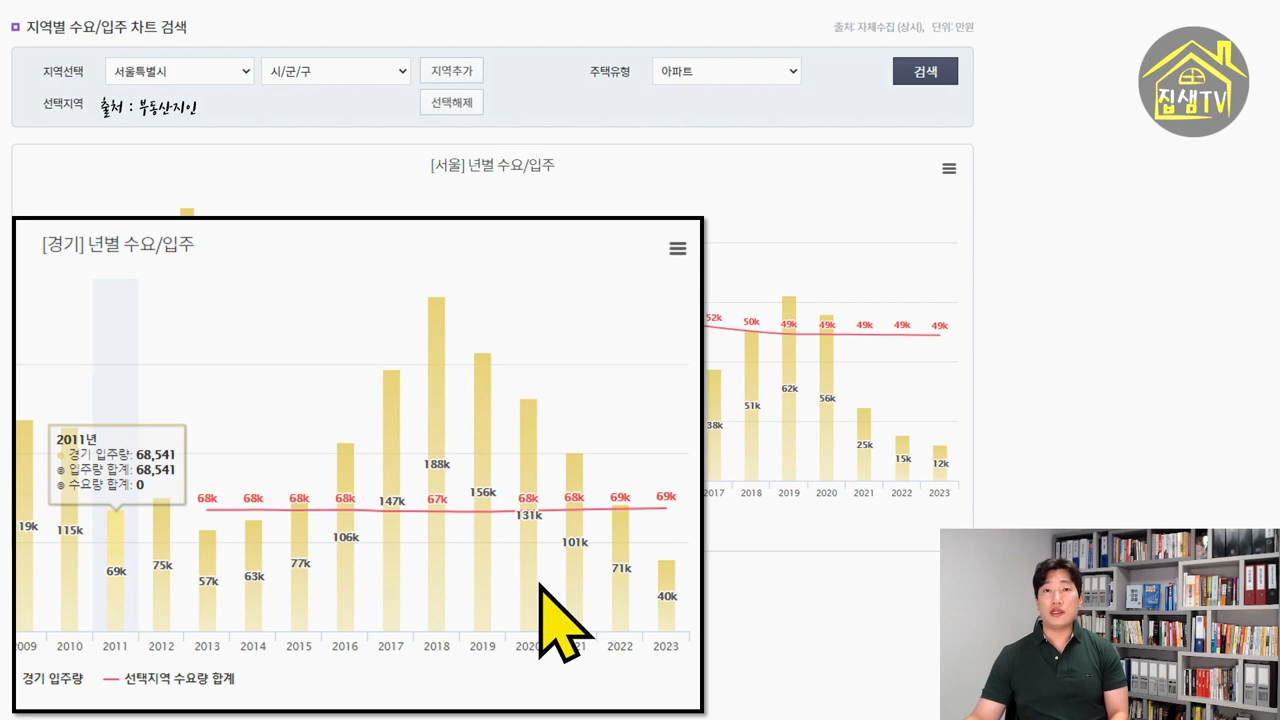 지역별 수요/입주 차트 검색
출처: 자체수집 (상시), 단위: 만원
지역선택 서울특별시 시/군/구 지역추가 주택유형 아파트 검색
선택지역 출처 : 부동산지인 선택해제
집샘TV
[서울] 년별 수요/입주
52k 50k 49k 49k 49k 49k 49k
38k 51k 62k 56k 25k 15k 12k
2017 2018 2019 2020 2021 2022 2023
[경기] 년별 수요/입주
2011년
경기 입주량: 68,541
입주량 합계: 68,541
수요량 합계: 0
68k 68k 68k 68k 67k 68k 68k 69k 69k
19k 115k 69k 75k 57k 63k 77k 106k 147k 188k 156k 131k 101k 71k 40k
009 2010 2011 2012 2013 2014 2015 2016 2017 2018 2019 2020 21 2022 2023
경기 입주량 선택지역 수요량 합계